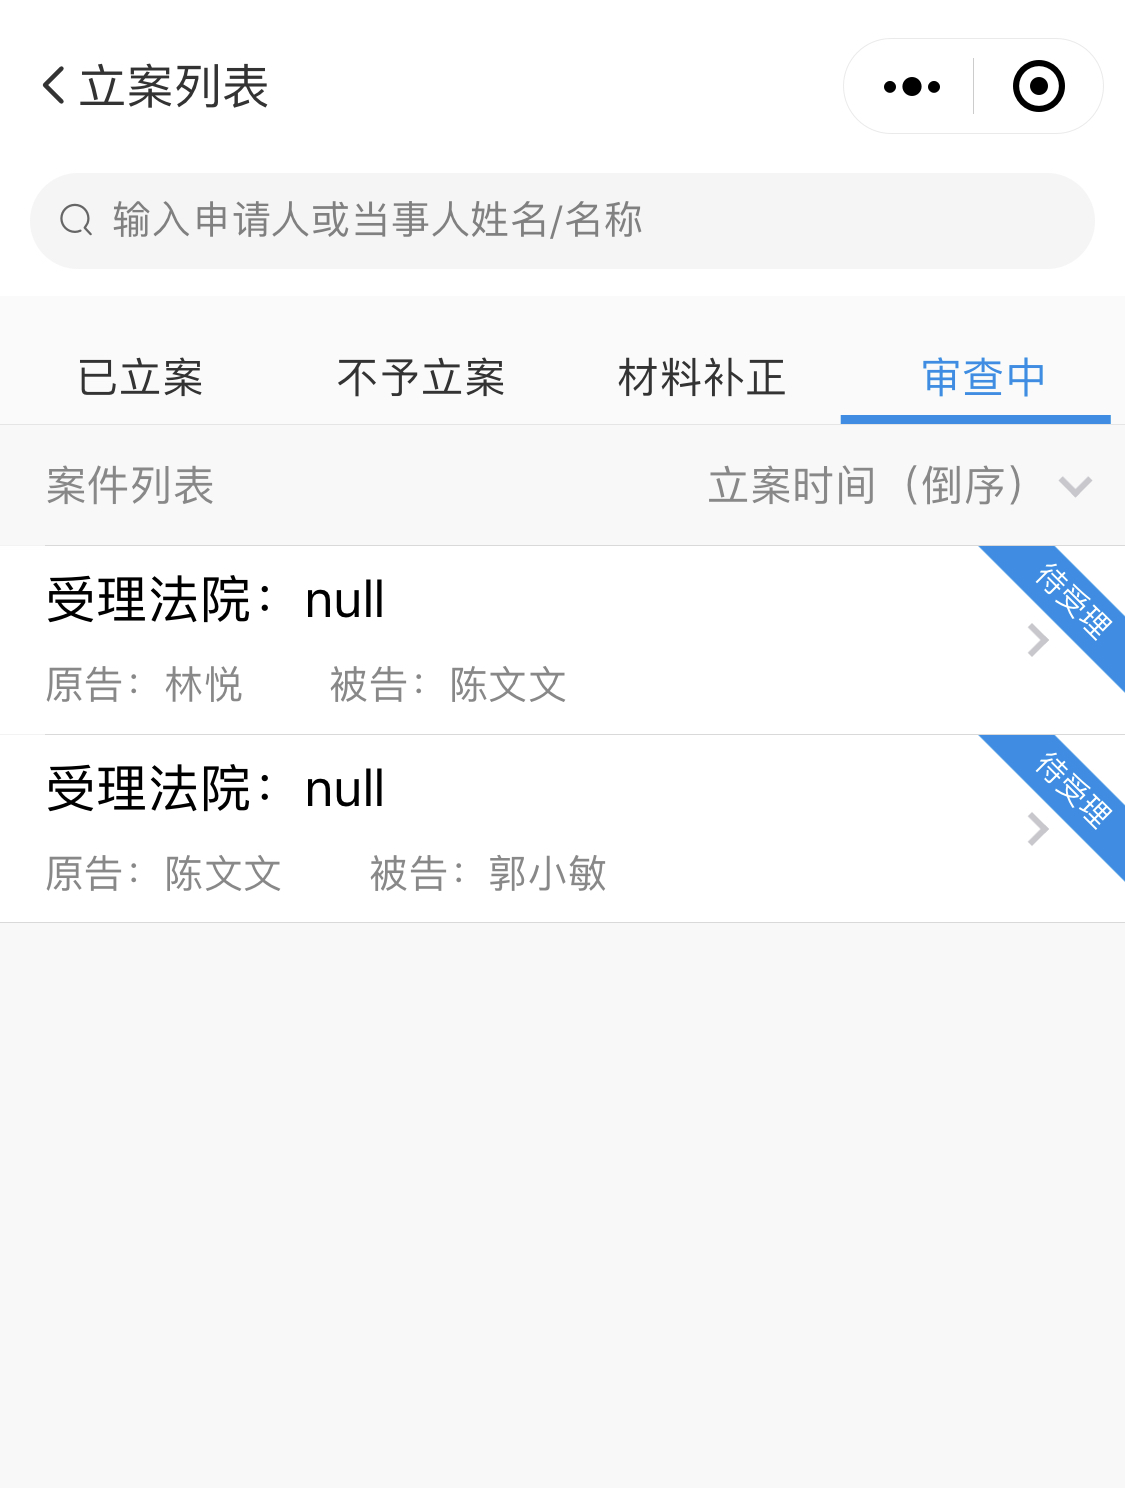 立案列表
输入申请人或当事人姓名/名称
已立案 不予立案 材料补正 审查中
案件列表 立案时间（倒序）
受理法院：null
待受理
原告：林悦 被告：陈文文
受理法院：null
待受理
原告：陈文文 被告：郭小敏